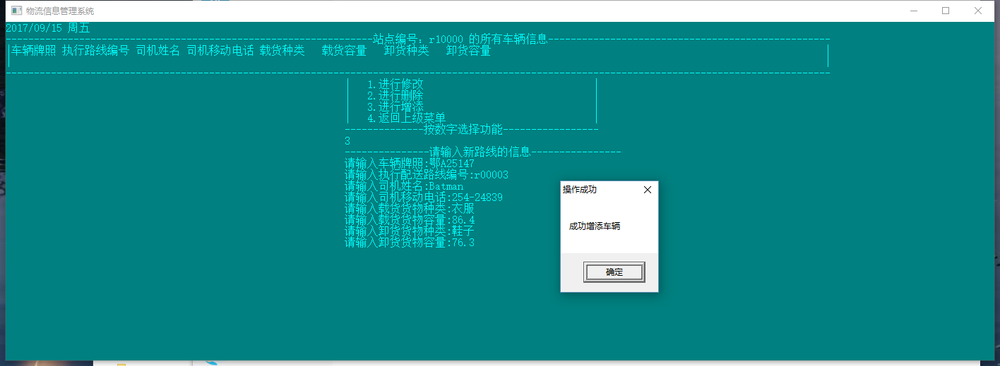 物流信息管理系统
2017/09/15 周五
-----------------------------------------------------------------站点编号: r10000 的所有车辆信息--------------------------------------------------
|车辆牌照 执行路线编号 司机姓名 司机移动电话 载货种类 载货容量 卸货种类 卸货容量 |
--------------------------------------------------------------------------------------------------------------------------------------------------
| 1.进行修改 |
| 2.进行删除 |
| 3.进行增添 |
| 4.返回上级菜单 |
--------------按数字选择功能-----------------
3
---------------请输入新路线的信息----------------
请输入车辆牌照:鄂A25147
请输入执行配送路线编号:r00003
请输入司机姓名:Batman
请输入司机移动电话:254-24839
请输入载货货物种类:衣服
请输入载货货物容量:86.4
请输入卸货货物种类:鞋子
请输入卸货货物容量:76.3
操作成功
成功增添车辆
确定